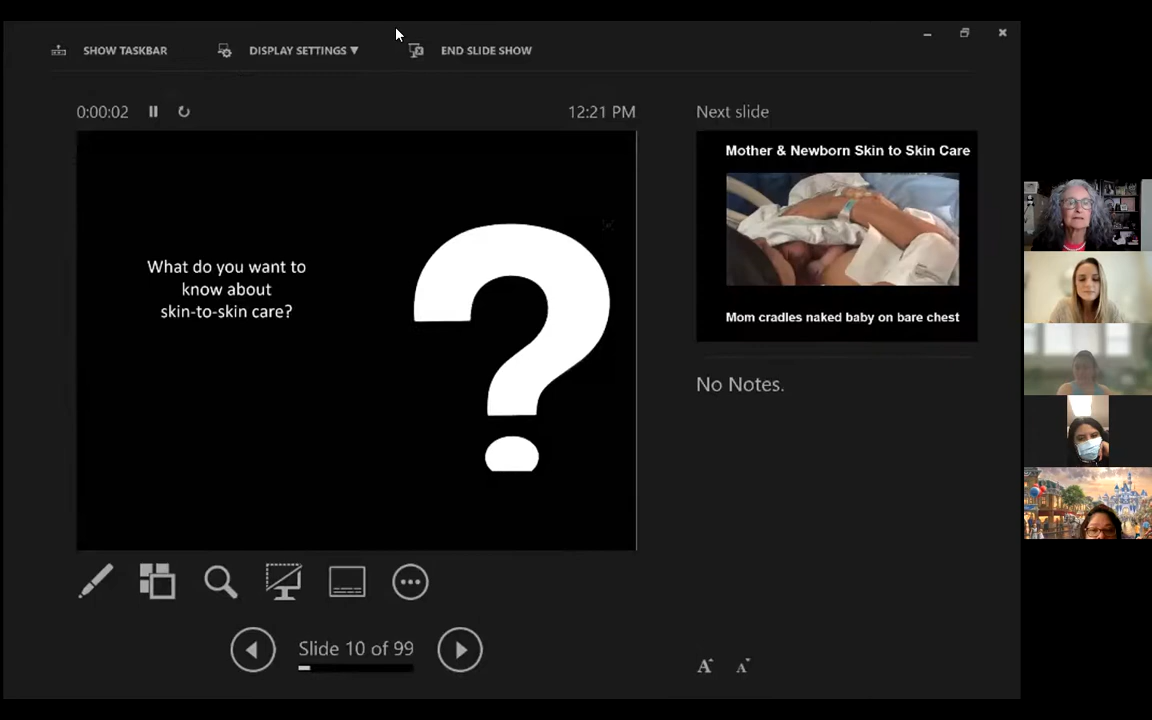 SHOW TASKBAR
DISPLAY SETTINGS ▼
END SLIDE SHOW
0:00:02
12:21 PM
Next slide
What do you want to
know about
skin-to-skin care?
?
Mother & Newborn Skin to Skin Care
Mom cradles naked baby on bare chest
No Notes.
Slide 10 of 99
A
A